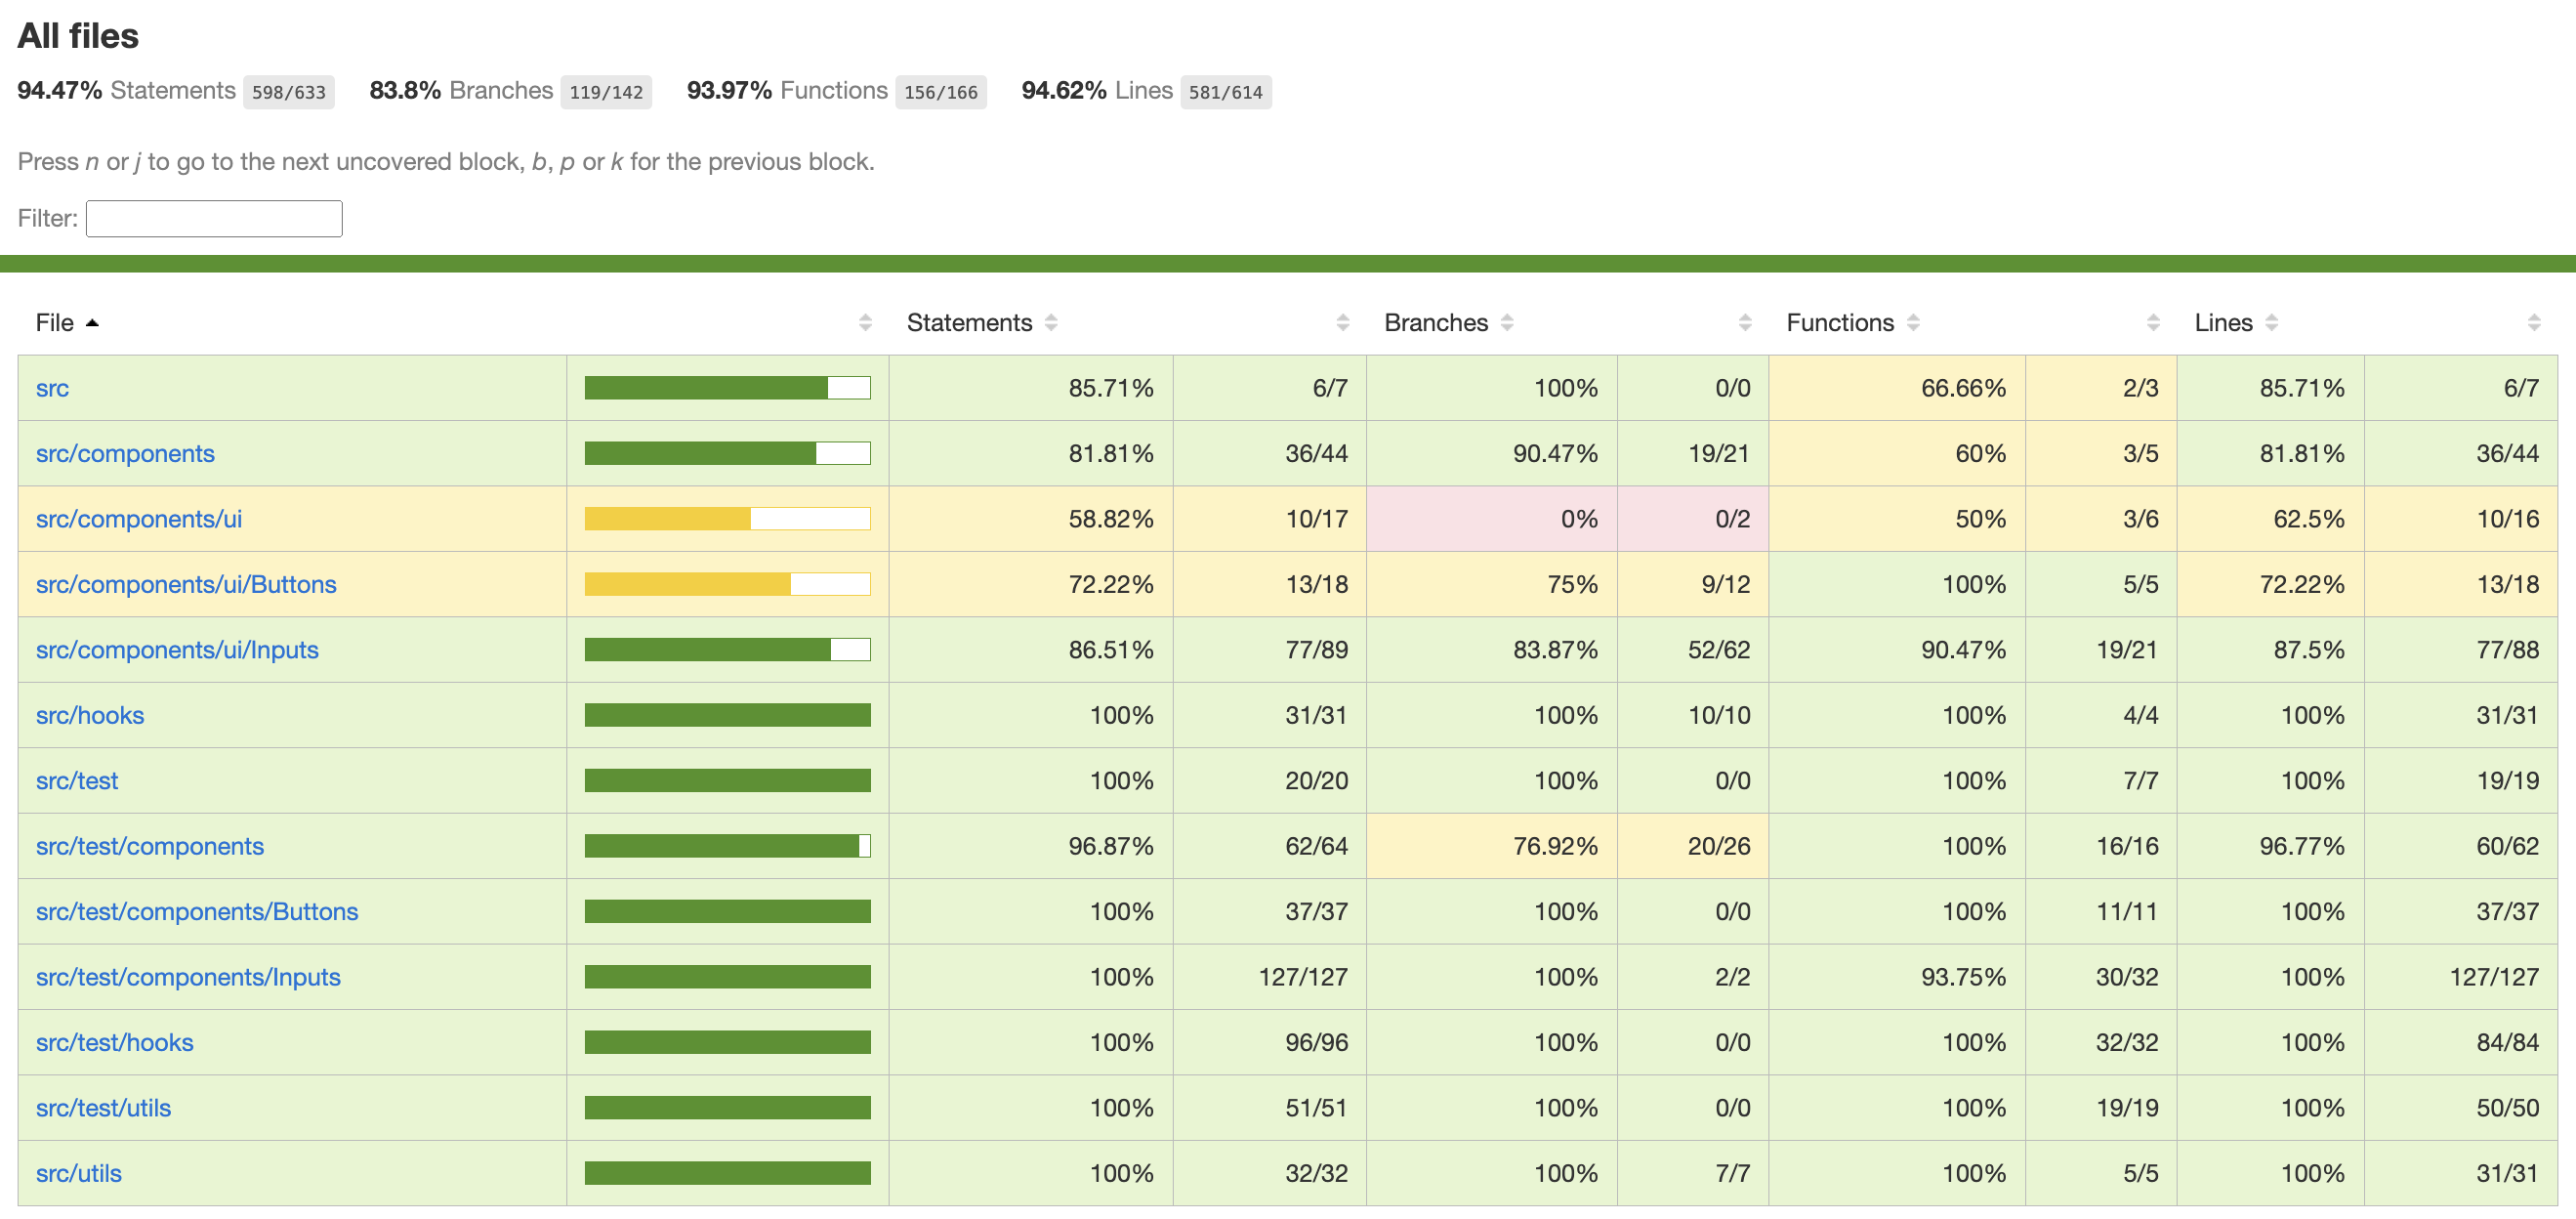 All files
94.47% Statements 598/633 83.8% Branches 119/142 93.97% Functions 156/166 94.62% Lines 581/614
Press n or j to go to the next uncovered block, b, p or k for the previous block.
Filter:
File Statements Branches Functions Lines
src 85.71% 6/7 100% 0/0 66.66% 2/3 85.71% 6/7
src/components 81.81% 36/44 90.47% 19/21 60% 3/5 81.81% 36/44
src/components/ui 58.82% 10/17 0% 0/2 50% 3/6 62.5% 10/16
src/components/ui/Buttons 72.22% 13/18 75% 9/12 100% 5/5 72.22% 13/18
src/components/ui/Inputs 86.51% 77/89 83.87% 52/62 90.47% 19/21 87.5% 77/88
src/hooks 100% 31/31 100% 10/10 100% 4/4 100% 31/31
src/test 100% 20/20 100% 0/0 100% 7/7 100% 19/19
src/test/components 96.87% 62/64 76.92% 20/26 100% 16/16 96.77% 60/62
src/test/components/Buttons 100% 37/37 100% 0/0 100% 11/11 100% 37/37
src/test/components/Inputs 100% 127/127 100% 2/2 93.75% 30/32 100% 127/127
src/test/hooks 100% 96/96 100% 0/0 100% 32/32 100% 84/84
src/test/utils 100% 51/51 100% 0/0 100% 19/19 100% 50/50
src/utils 100% 32/32 100% 7/7 100% 5/5 100% 31/31